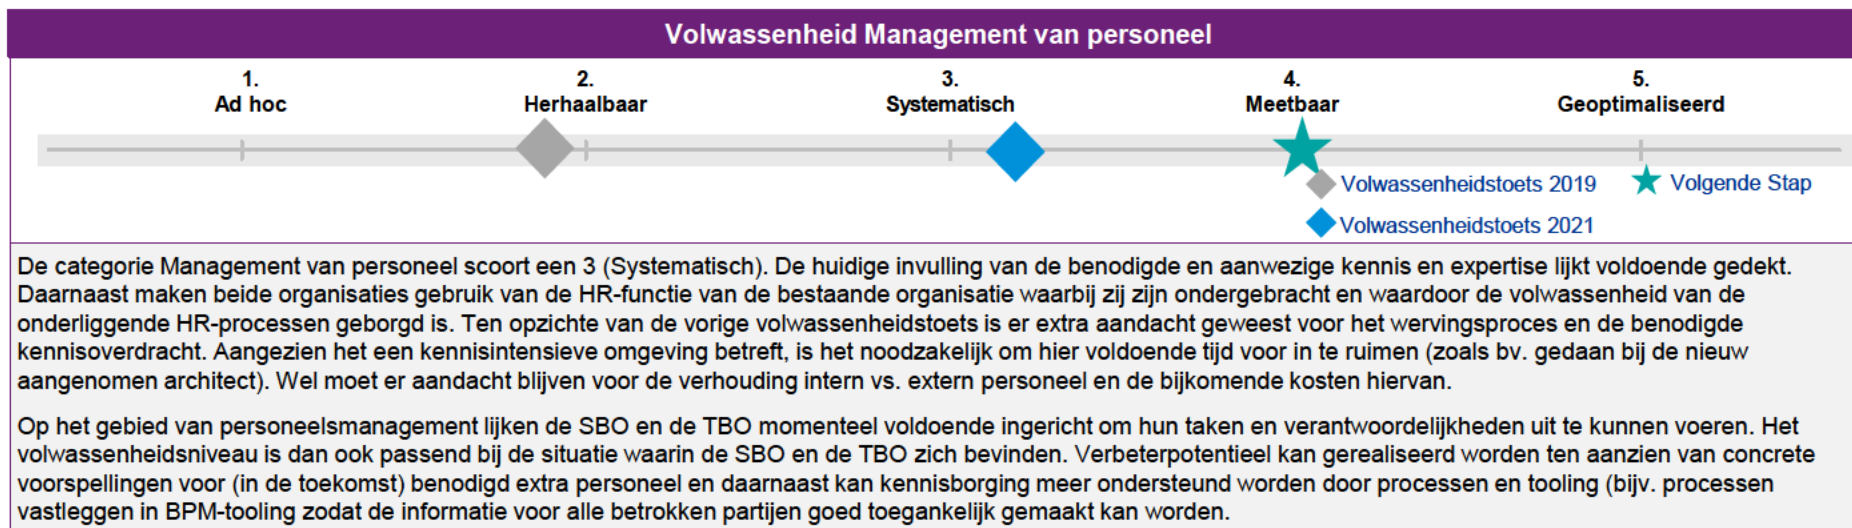 Volwassenheid Management van personeel
1. 2. 3. 4. 5.
Ad hoc Herhaalbaar Systematisch Meetbaar Geoptimaliseerd
Volwassenheidstoets 2019 Volgende Stap
Volwassenheidstoets 2021
De categorie Management van personeel scoort een 3 (Systematisch). De huidige invulling van de benodigde en aanwezige kennis en expertise lijkt voldoende gedekt.
Daarnaast maken beide organisaties gebruik van de HR-functie van de bestaande organisatie waarbij zij zijn ondergebracht en waardoor de volwassenheid van de
onderliggende HR-processen geborgd is. Ten opzichte van de vorige volwassenheidstoets is er extra aandacht geweest voor het wervingsproces en de benodigde
kennisoverdracht. Aangezien het een kennisintensieve omgeving betreft, is het noodzakelijk om hier voldoende tijd voor in te ruimen (zoals bv. gedaan bij de nieuw
aangenomen architect). Wel moet er aandacht blijven voor de verhouding intern vs. extern personeel en de bijkomende kosten hiervan.
Op het gebied van personeelsmanagement lijken de SBO en de TBO momenteel voldoende ingericht om hun taken en verantwoordelijkheden uit te kunnen voeren. Het
volwassenheidsniveau is dan ook passend bij de situatie waarin de SBO en de TBO zich bevinden. Verbeterpotentieel kan gerealiseerd worden ten aanzien van concrete
voorspellingen voor (in de toekomst) benodigd extra personeel en daarnaast kan kennisborging meer ondersteund worden door processen en tooling (bijv. processen
vastleggen in BPM-tooling zodat de informatie voor alle betrokken partijen goed toegankelijk gemaakt kan worden.